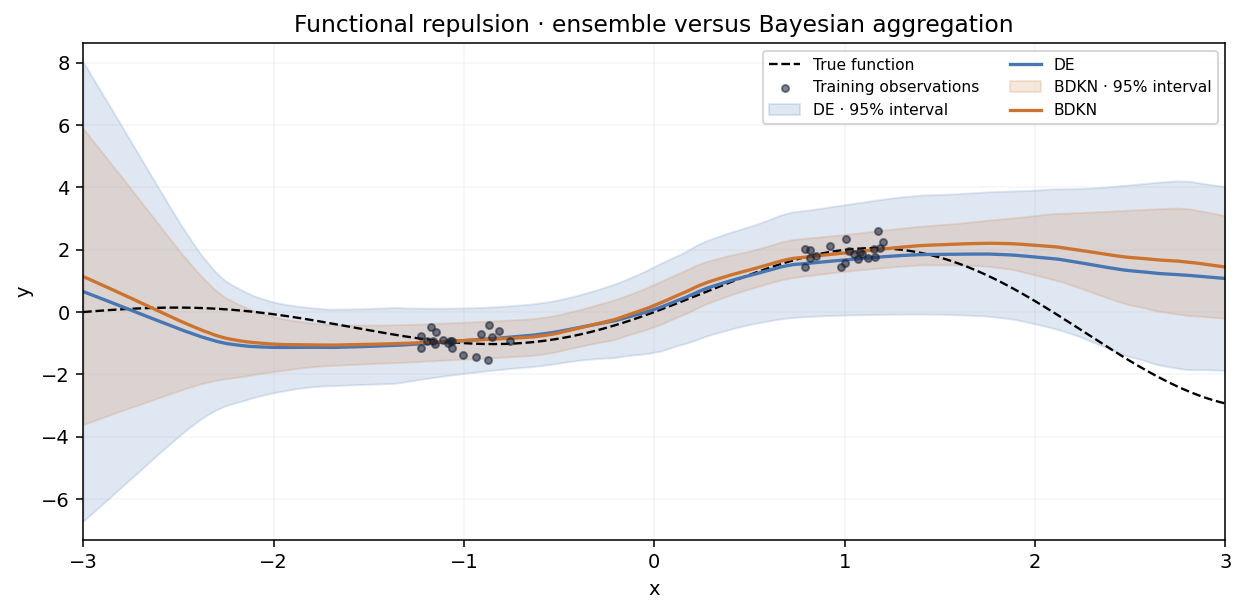 Functional repulsion · ensemble versus Bayesian aggregation
True function
Training observations
DE · 95% interval
DE
BDKN · 95% interval
BDKN
8
6
4
2
0
−2
−4
−6
y
−3
−2
−1
0
1
2
3
x